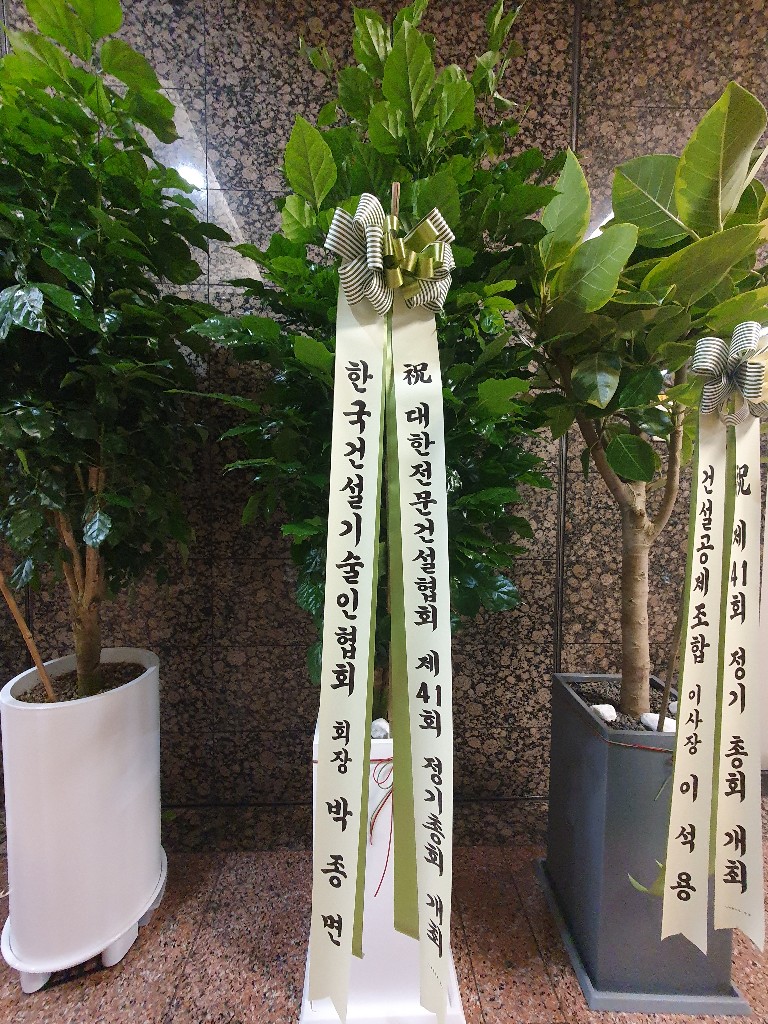 한국건설기술인협회 회장 박종면
祝 대한전문건설협회 제41회 정기총회 개최
건설공제조합 이사장 이석용
祝 제41회 정기 총회 개최